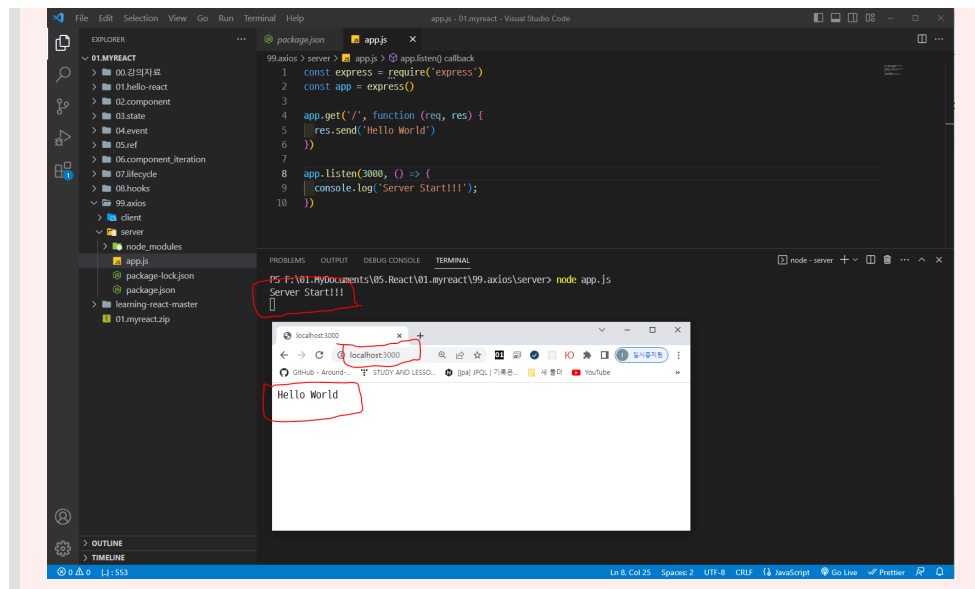 File Edit Selection View Go Run Terminal Help
app.js - 01.myreact - Visual Studio Code
EXPLORER
01.MYREACT
00.강의자료
01.hello-react
02.component
03.state
04.event
05.ref
06.component_iteration
07.lifecycle
08.hooks
99.axios
client
server
node_modules
app.js
package-lock.json
package.json
learning-react-master
01.myreact.zip
OUTLINE
TIMELINE
package.json app.js
99.axios > server > app.js > app.listen() callback
1 const express = require('express')
2 const app = express()
3
4 app.get('/', function (req, res) {
5 res.send('Hello World')
6 })
7
8 app.listen(3000, () => {
9 console.log('Server Start!!!');
10 })
PROBLEMS OUTPUT DEBUG CONSOLE TERMINAL
node - server
PS F:\01.MyDocuments\05.React\01.myreact\99.axios\server> node app.js
Server Start!!!
localhost:3000
localhost:3000
일시중지됨
GitHub - Around-... STUDY AND LESSO... [jpa] JPQL | 기록은... 새 폴더 YouTube
Hello World
0 0 (..) : 553
Ln 8, Col 25 Spaces: 2 UTF-8 CRLF JavaScript Go Live Prettier